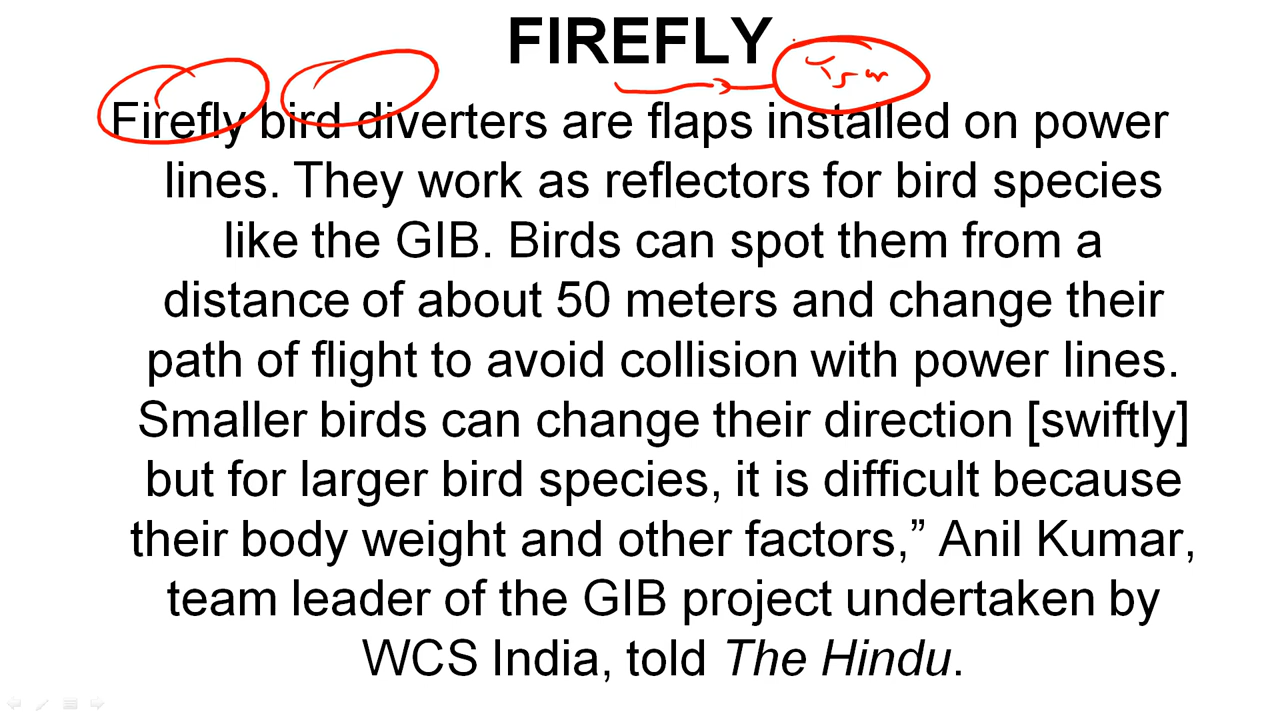 FIREFLY
Firefly bird diverters are flaps installed on power
lines. They work as reflectors for bird species
like the GIB. Birds can spot them from a
distance of about 50 meters and change their
path of flight to avoid collision with power lines.
Smaller birds can change their direction [swiftly]
but for larger bird species, it is difficult because
their body weight and other factors,” Anil Kumar,
team leader of the GIB project undertaken by
WCS India, told The Hindu.